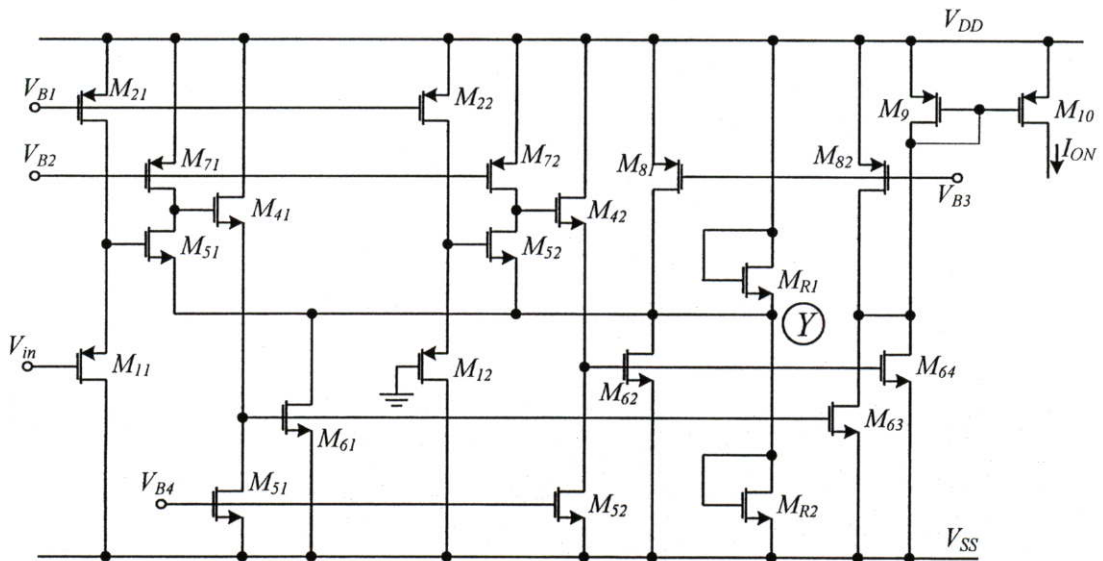 V_DD
V_B1
M_21
M_22
M_9
M_10
I_ON
V_B2
M_71
M_72
M_81
M_82
V_B3
M_41
M_42
M_51
M_52
M_R1
Y
V_in
M_11
M_12
M_62
M_64
M_61
M_63
V_B4
M_51
M_52
M_R2
V_SS